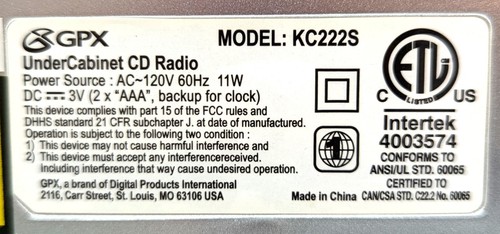 GPX MODEL: KC222S
UnderCabinet CD Radio
Power Source : AC~120V 60Hz 11W
DC ⎓ 3V (2 x "AAA", backup for clock)
This device complies with part 15 of the FCC rules and
DHHS standard 21 CFR subchapter J. at date of manufactured.
Operation is subject to the following two condition :
1) This device may not cause harmful interference and
2) This device must accept any interferencereceived.
including interference that way cause undesired operation.
GPX, a brand of Digital Products International
2116, Carr Street, St. Louis, MO 63106 USA
1
Made in China
ETL
LISTED
C US
Intertek
4003574
CONFORMS TO
ANSI/UL STD. 60065
CERTIFIED TO
CAN/CSA STD. C22.2 No. 60065